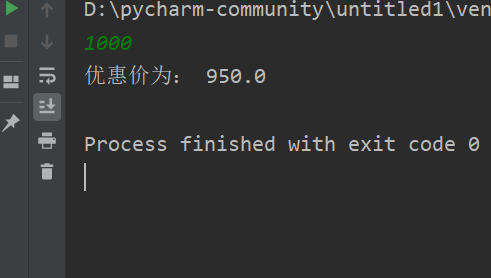 D:\pycharm-community\untitled1\ven
1000
优惠价为： 950.0
Process finished with exit code 0